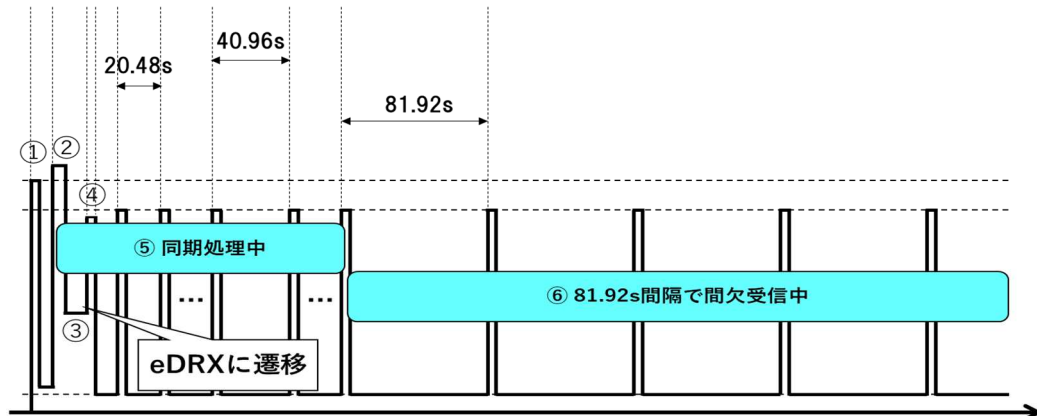 40.96s
20.48s
81.92s
①
②
④
⑤ 同期処理中
⑥ 81.92s間隔で間欠受信中
…
…
③
eDRXに遷移